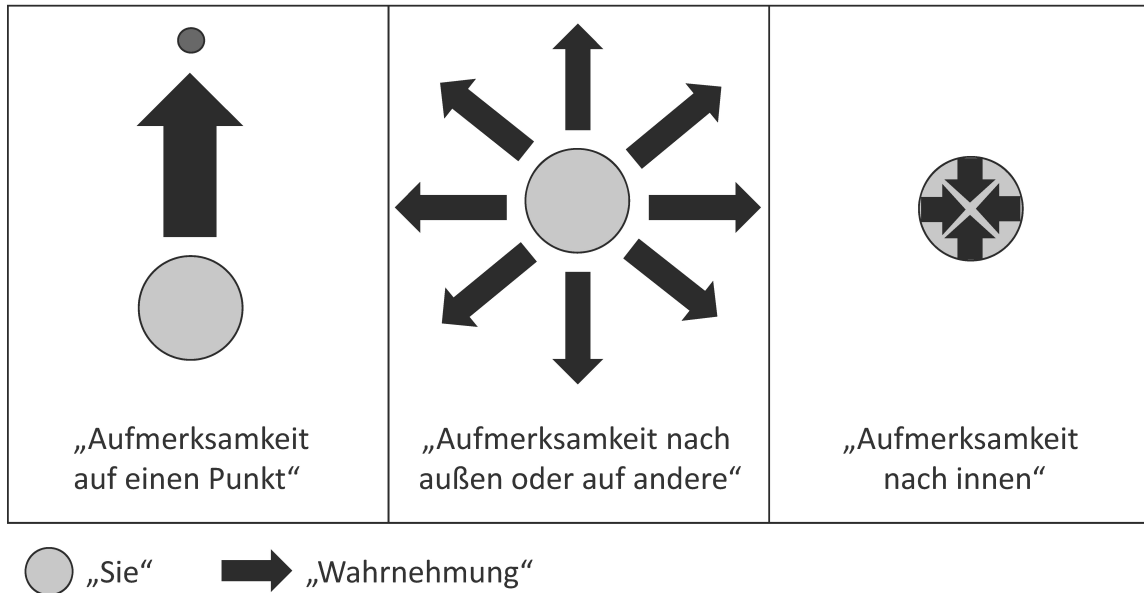 „Aufmerksamkeit
auf einen Punkt“
„Aufmerksamkeit nach
außen oder auf andere“
„Aufmerksamkeit
nach innen“
„Sie“
„Wahrnehmung“